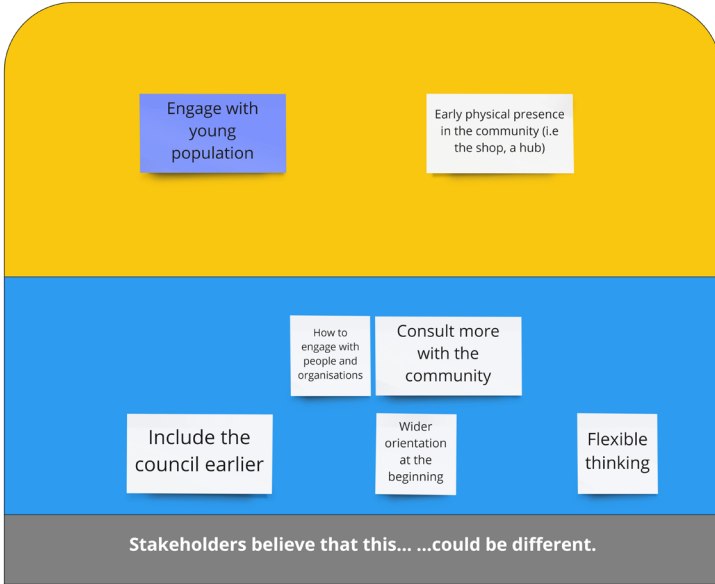 Engage with
young
population
Early physical presence
in the community (i.e
the shop, a hub)
How to
engage with
people and
organisations
Consult more
with the
community
Include the
council earlier
Wider
orientation
at the
beginning
Flexible
thinking
Stakeholders believe that this... ...could be different.